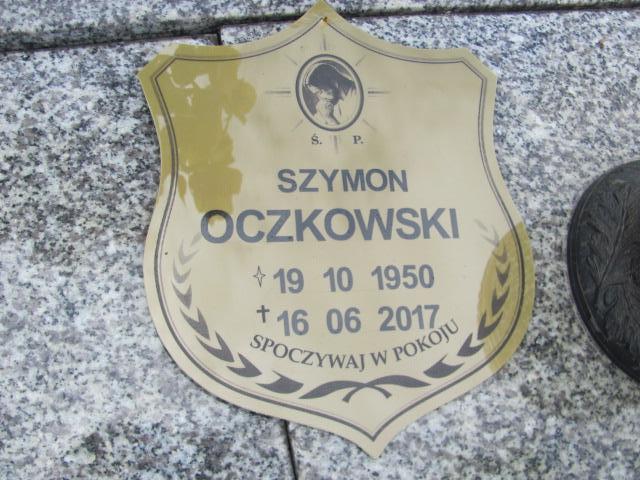 Ś. P.
SZYMON
OCZKOWSKI
19 10 1950
✝ 16 06 2017
SPOCZYWAJ W POKOJU